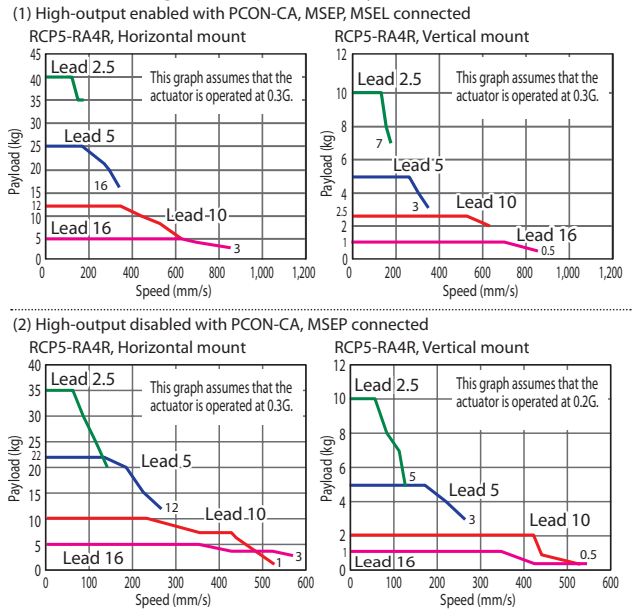 (1) High-output enabled with PCON-CA, MSEP, MSEL connected
RCP5-RA4R, Horizontal mount
45
40
35
30
25
20
15
12
10
5
0
Payload (kg)
Lead 2.5
This graph assumes that the
actuator is operated at 0.3G.
Lead 5
16
Lead 10
Lead 16
3
0 200 400 600 800 1,000 1,200
Speed (mm/s)
RCP5-RA4R, Vertical mount
12
10
8
6
4
2.5
2
1
0
Payload (kg)
Lead 2.5
This graph assumes that the
actuator is operated at 0.3G.
7
Lead 5
3
Lead 10
Lead 16
0.5
0 200 400 600 800 1,000 1,200
Speed (mm/s)
(2) High-output disabled with PCON-CA, MSEP connected
RCP5-RA4R, Horizontal mount
40
35
30
25
22
20
15
10
5
0
Payload (kg)
Lead 2.5
This graph assumes that the
actuator is operated at 0.3G.
Lead 5
12
Lead 10
Lead 16
3
1
0 100 200 300 400 500 600
Speed (mm/s)
RCP5-RA4R, Vertical mount
12
10
8
6
4
2
1
0
Payload (kg)
Lead 2.5
This graph assumes that the
actuator is operated at 0.2G.
5
Lead 5
3
Lead 10
Lead 16
0.5
0 100 200 300 400 500 600
Speed (mm/s)